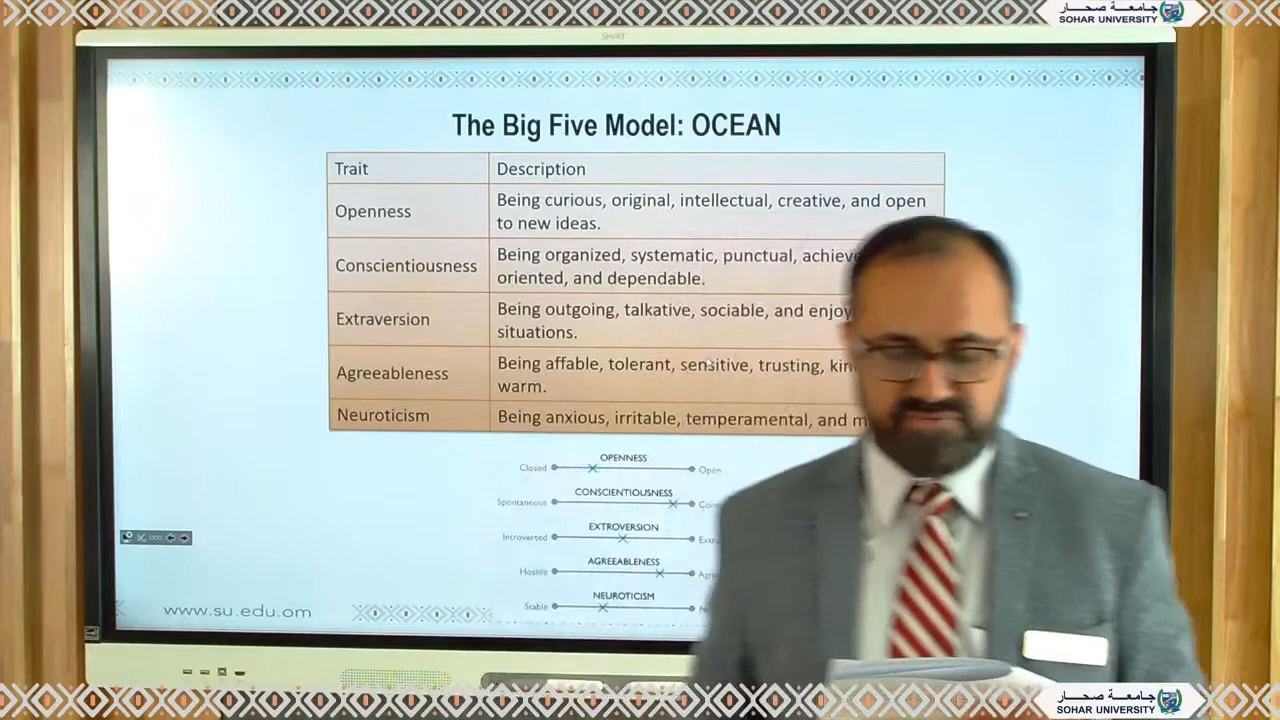 جامعة صحار
SOHAR UNIVERSITY
SMART
The Big Five Model: OCEAN
Trait Description
Openness Being curious, original, intellectual, creative, and open
to new ideas.
Conscientiousness Being organized, systematic, punctual,
oriented, and dependable.
Extraversion Being outgoing, talkative, sociable, and enjoy
situations.
Agreeableness Being affable, tolerant, sensitive, trusting,
warm.
Neuroticism Being anxious, irritable, temperamental, and
OPENNESS
Closed Open
CONSCIENTIOUSNESS
Spontaneous
EXTROVERSION
Introverted
AGREEABLENESS
Hostile
NEUROTICISM
Stable
www.su.edu.om
جامعة صحار
SOHAR UNIVERSITY